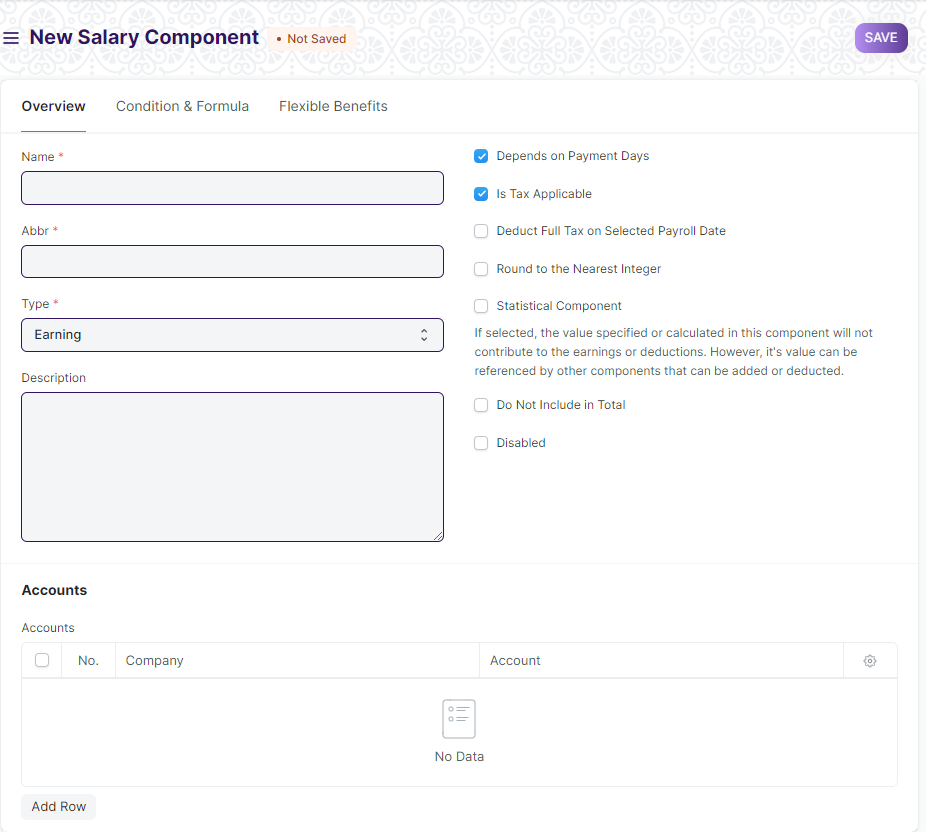 New Salary Component
• Not Saved
SAVE
Overview
Condition & Formula
Flexible Benefits
Name *
Abbr *
Type *
Earning
Description
Depends on Payment Days
Is Tax Applicable
Deduct Full Tax on Selected Payroll Date
Round to the Nearest Integer
Statistical Component
If selected, the value specified or calculated in this component will not
contribute to the earnings or deductions. However, it's value can be
referenced by other components that can be added or deducted.
Do Not Include in Total
Disabled
Accounts
Accounts
No.
Company
Account
No Data
Add Row